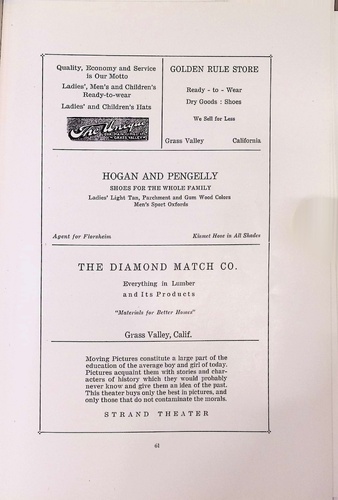 Quality, Economy and Service
is Our Motto
Ladies', Men's and Children's
Ready-to-wear
Ladies' and Children's Hats
The Unique
GRASS VALLEY
GOLDEN RULE STORE
Ready - to - Wear
Dry Goods : Shoes
We Sell for Less
Grass Valley California
HOGAN AND PENGELLY
SHOES FOR THE WHOLE FAMILY
Ladies' Light Tan, Parchment and Gum Wood Colors
Men's Sport Oxfords
Agent for Florsheim Kismet Hose in All Shades
THE DIAMOND MATCH CO.
Everything in Lumber
and Its Products
"Materials for Better Homes"
Grass Valley, Calif.
Moving Pictures constitute a large part of the
education of the average boy and girl of today.
Pictures acquaint them with stories and char-
acters of history which they would probably
never know and give them an idea of the past.
This theater buys only the best in pictures, and
only those that do not contaminate the morals.
STRAND THEATER
61